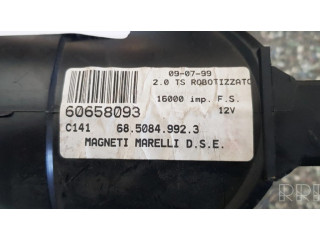 09-07-99
2.0 TS ROBOTIZZATO
16000 imp. F.S.
60658093
12V
C141 68.5084.992.3
MAGNETI MARELLI D.S.E.